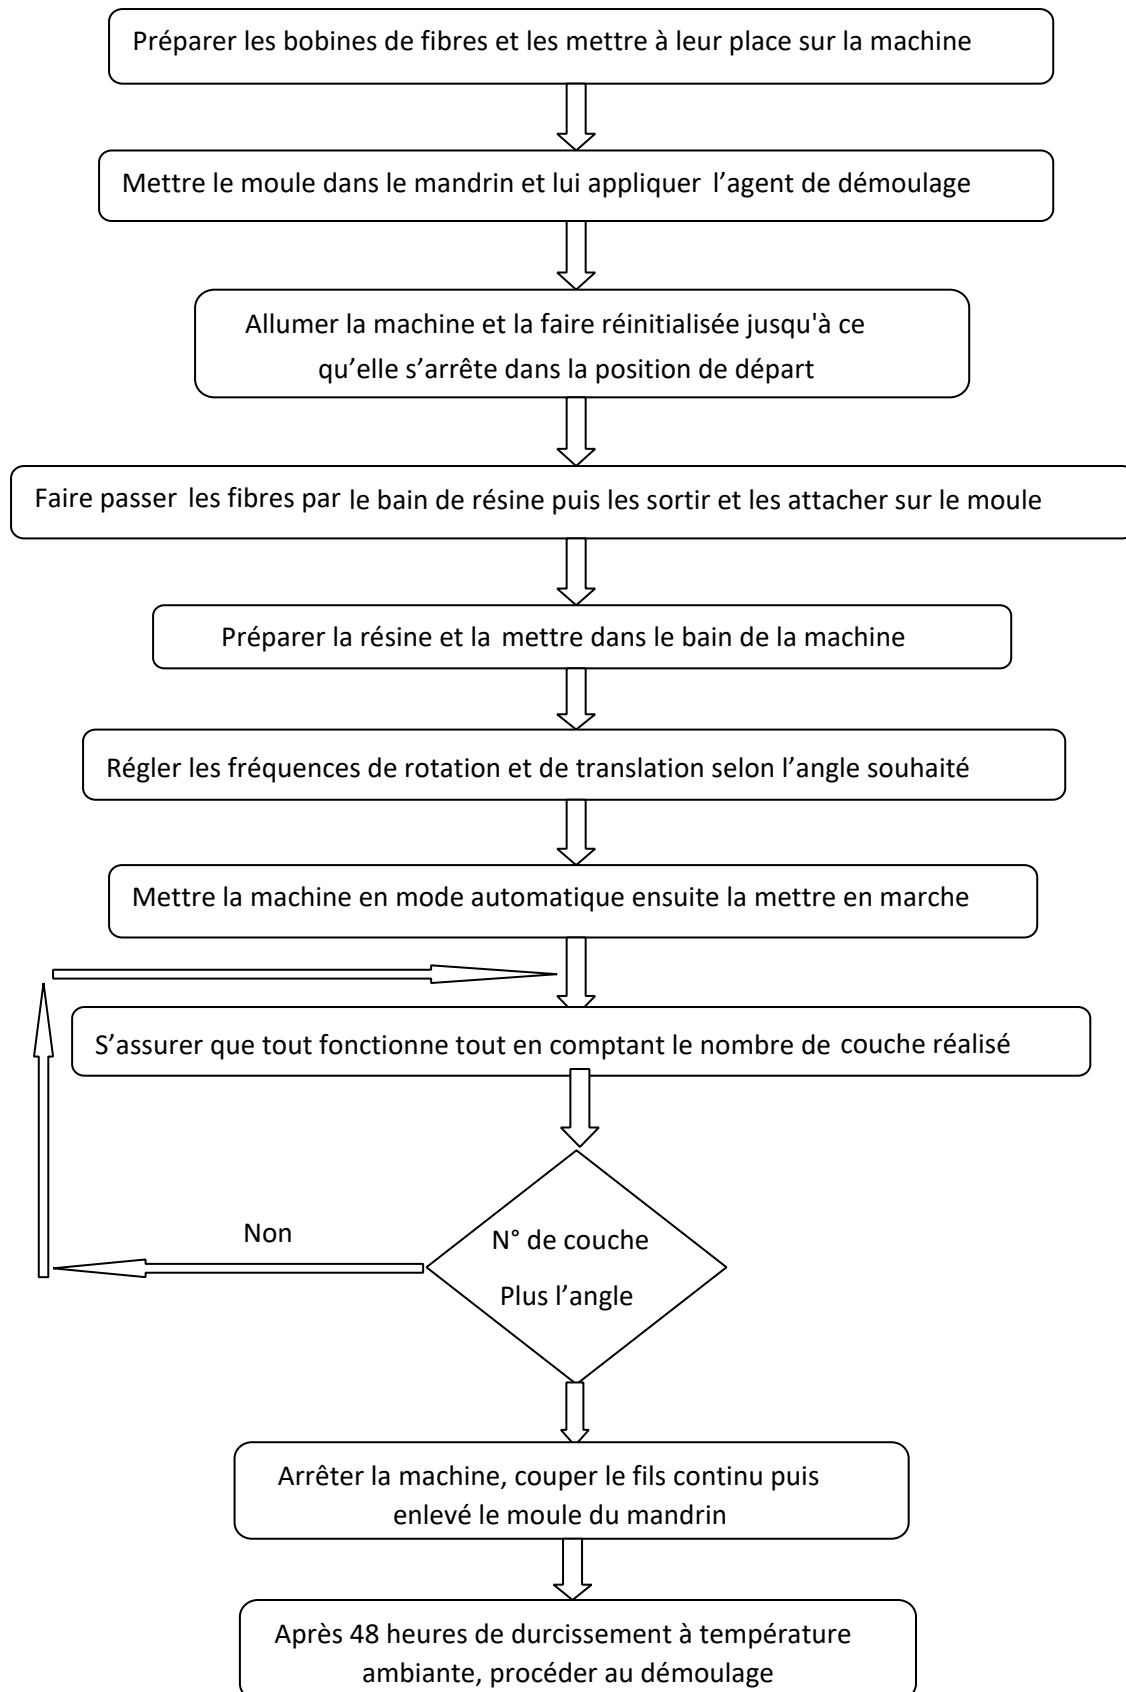 Préparer les bobines de fibres et les mettre à leur place sur la machine
Mettre le moule dans le mandrin et lui appliquer l’agent de démoulage
Allumer la machine et la faire réinitialisée jusqu'à ce
qu’elle s’arrête dans la position de départ
Faire passer les fibres par le bain de résine puis les sortir et les attacher sur le moule
Préparer la résine et la mettre dans le bain de la machine
Régler les fréquences de rotation et de translation selon l’angle souhaité
Mettre la machine en mode automatique ensuite la mettre en marche
S’assurer que tout fonctionne tout en comptant le nombre de couche réalisé
Non
N° de couche
Plus l’angle
Arrêter la machine, couper le fils continu puis
enlevé le moule du mandrin
Après 48 heures de durcissement à température
ambiante, procéder au démoulage